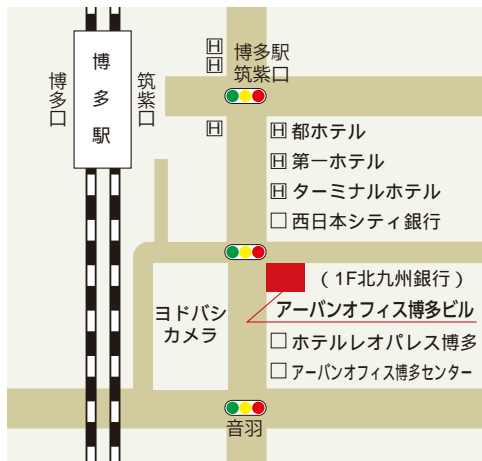 博多駅
筑紫口
博多口
博多駅
筑紫口
H
H
H
H 都ホテル
H 第一ホテル
H ターミナルホテル
□ 西日本シティ銀行
（1F北九州銀行）
アーバンオフィス博多ビル
ヨドバシ
カメラ
□ ホテルレオパレス博多
□ アーバンオフィス博多センター
音羽